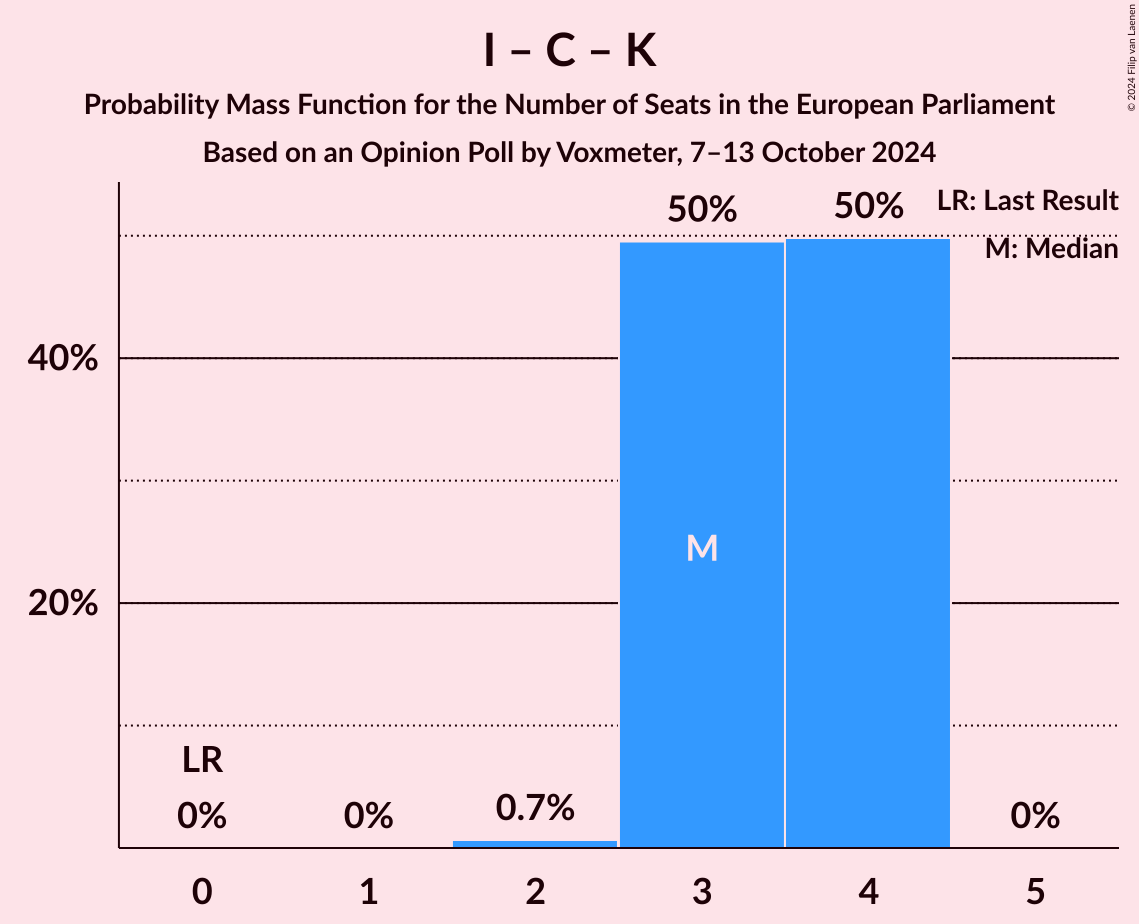 I – C – K
Probability Mass Function for the Number of Seats in the European Parliament
Based on an Opinion Poll by Voxmeter, 7–13 October 2024
© 2024 Filip van Laenen
LR: Last Result
M: Median
50%
50%
40%
20%
M
LR
0%
0%
0.7%
0%
0
1
2
3
4
5